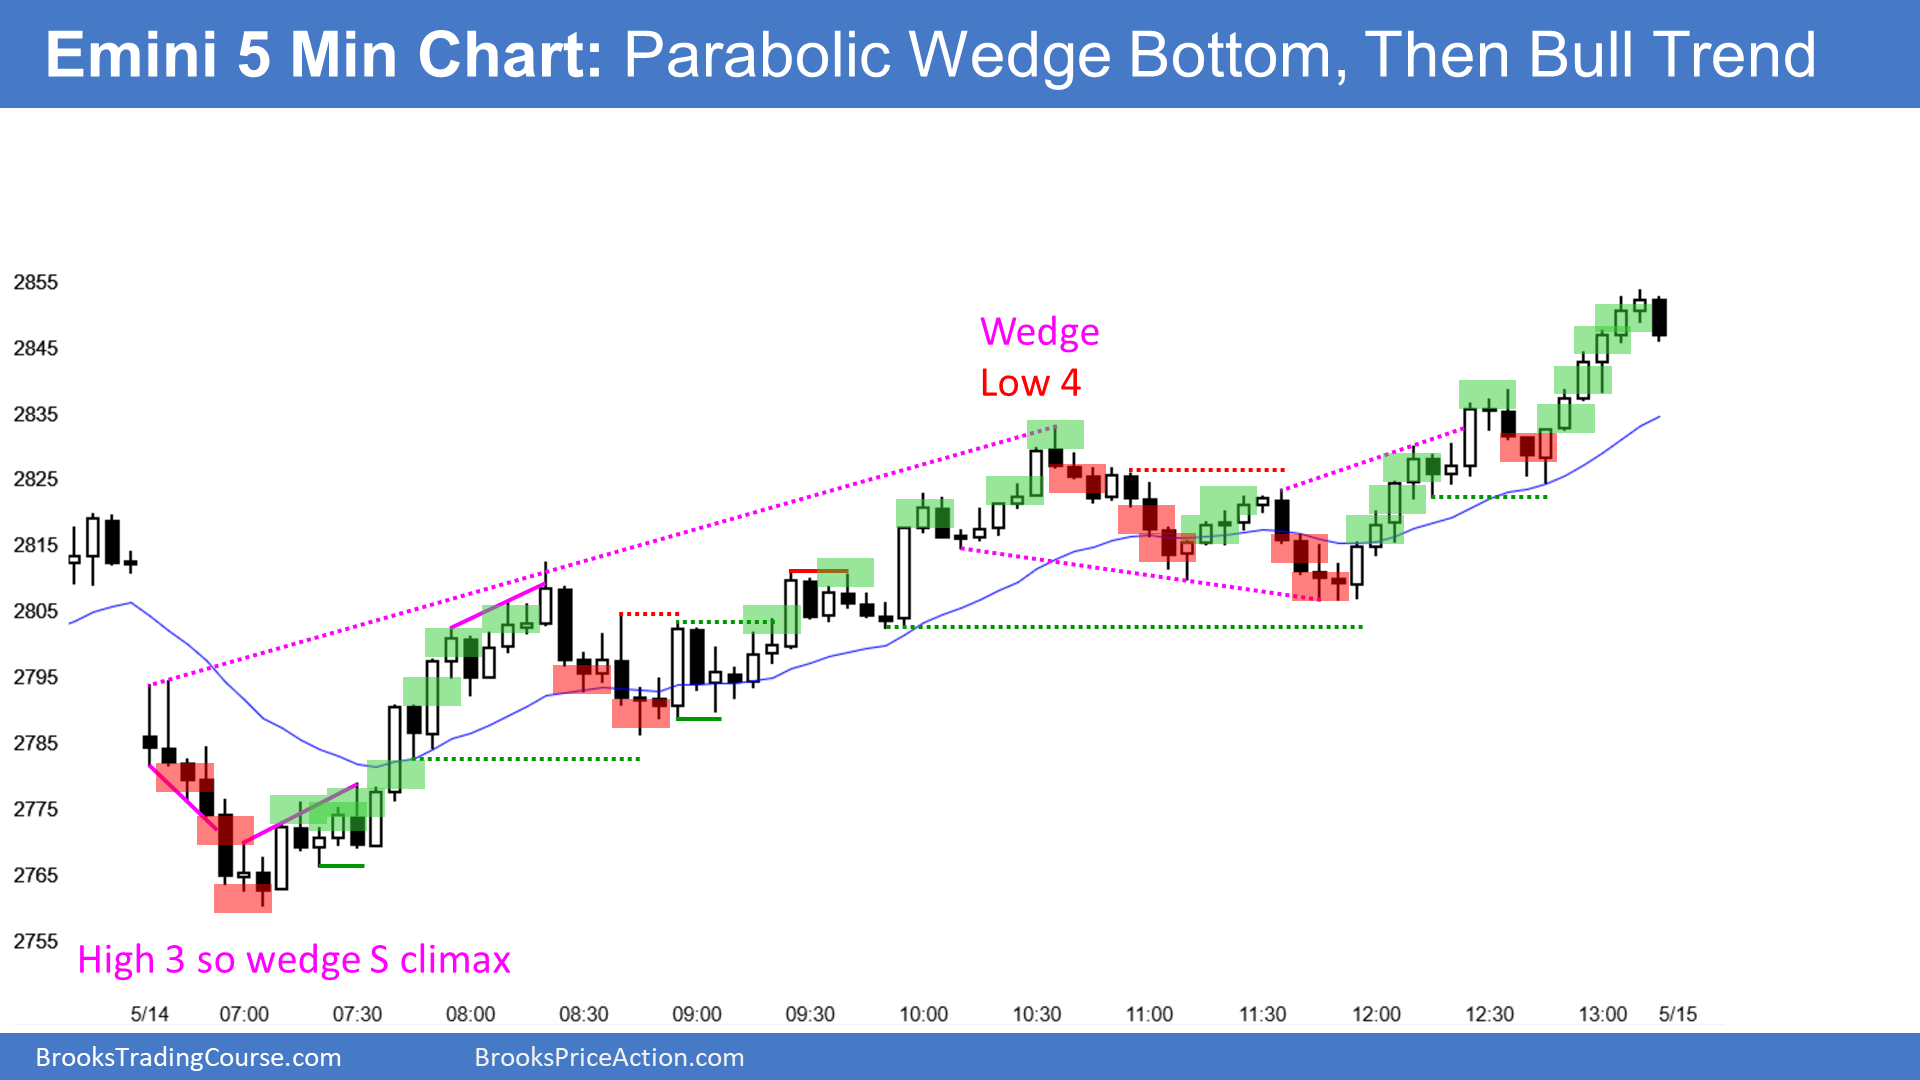 Emini 5 Min Chart: Parabolic Wedge Bottom, Then Bull Trend
2855
2845
2835
2825
2815
2805
2795
2785
2775
2765
2755
Wedge
Low 4
High 3 so wedge S climax
5/14 07:00 07:30 08:00 08:30 09:00 09:30 10:00 10:30 11:00 11:30 12:00 12:30 13:00 5/15
BrooksTradingCourse.com BrooksPriceAction.com